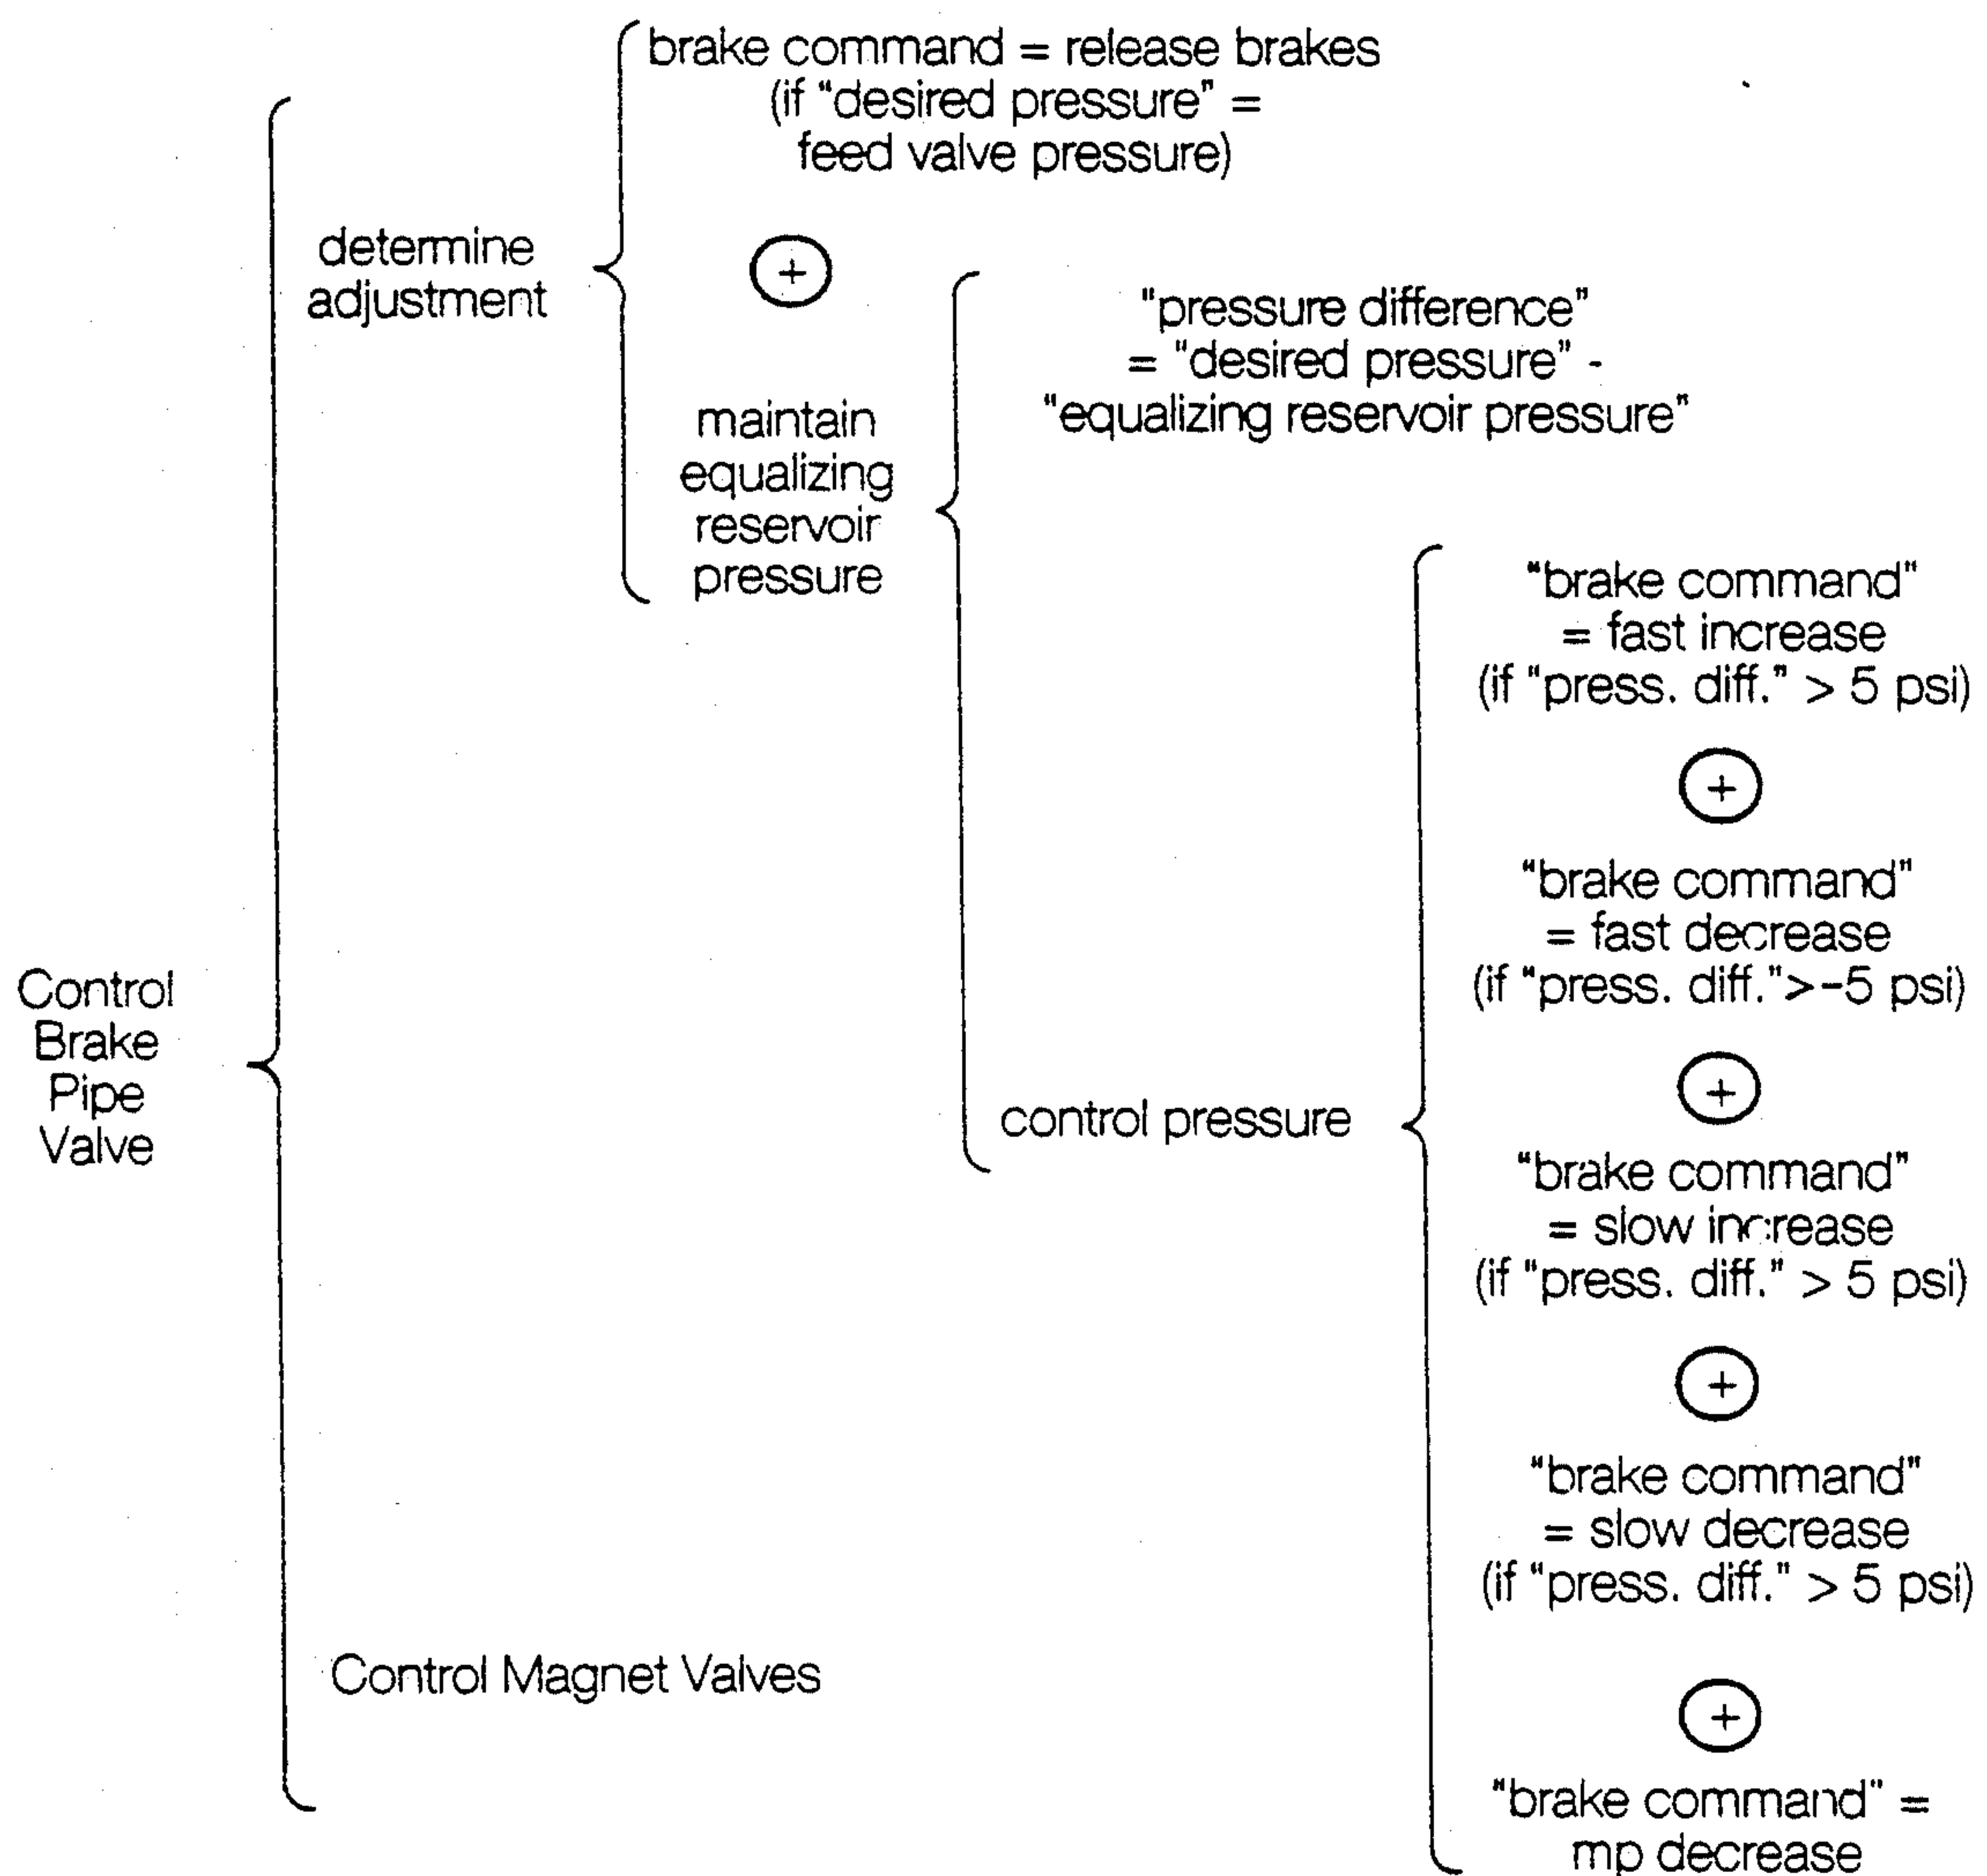 brake command = release brakes
(if "desired pressure" =
feed valve pressure)
determine
adjustment
+
"pressure difference"
= "desired pressure" -
"equalizing reservoir pressure"
maintain
equalizing
reservoir
pressure
"brake command"
= fast increase
(if "press. diff." > 5 psi)
+
"brake command"
= fast decrease
(if "press. diff.">-5 psi)
Control
Brake
Pipe
Valve
+
control pressure
"brake command"
= slow increase
(if "press. diff." > 5 psi)
+
"brake command"
= slow decrease
(if "press. diff." > 5 psi)
Control Magnet Valves
+
"brake command" =
mp decrease